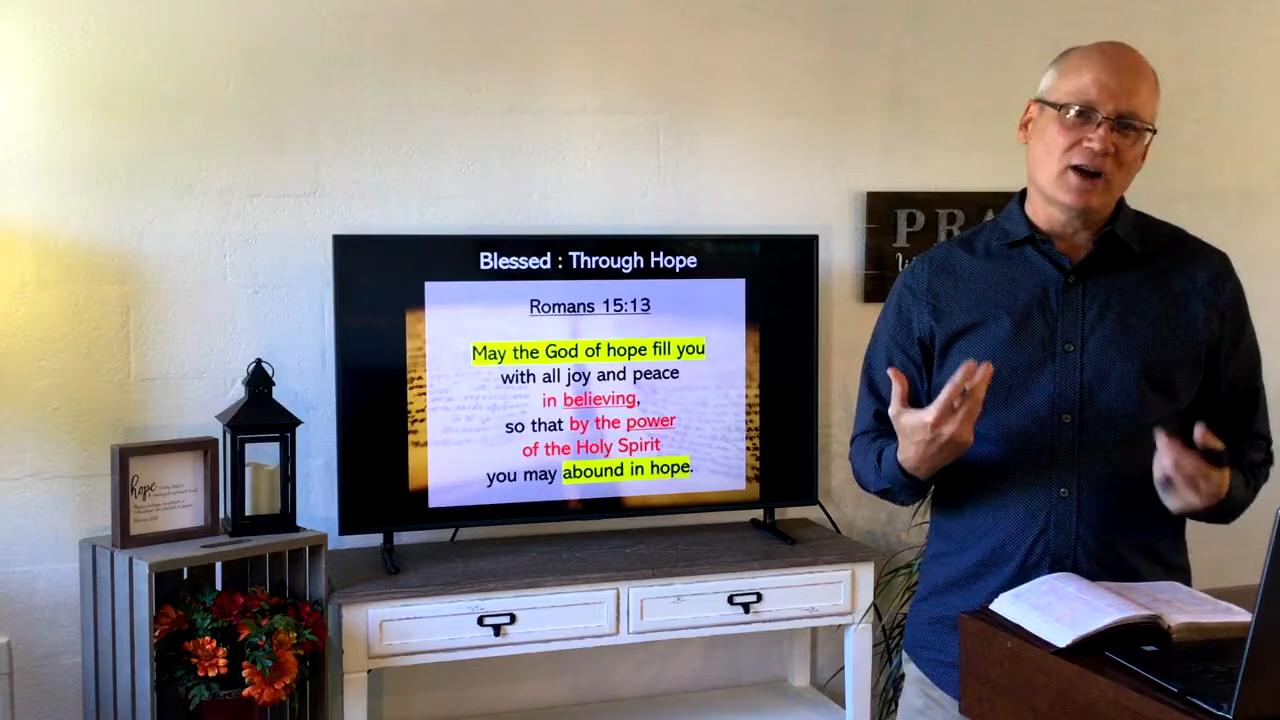 Blessed : Through Hope
Romans 15:13
May the God of hope fill you
with all joy and peace
in believing,
so that by the power
of the Holy Spirit
you may abound in hope.
PRA
hope